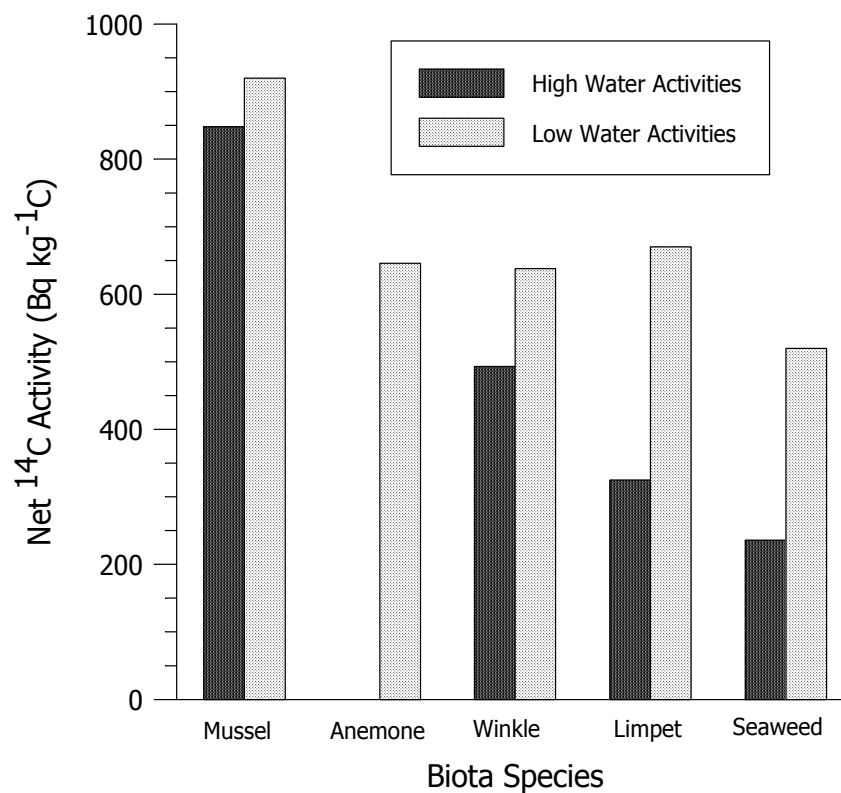 1000
800
600
400
200
0
Net ¹⁴C Activity (Bq kg⁻¹C)
High Water Activities
Low Water Activities
Mussel Anemone Winkle Limpet Seaweed
Biota Species